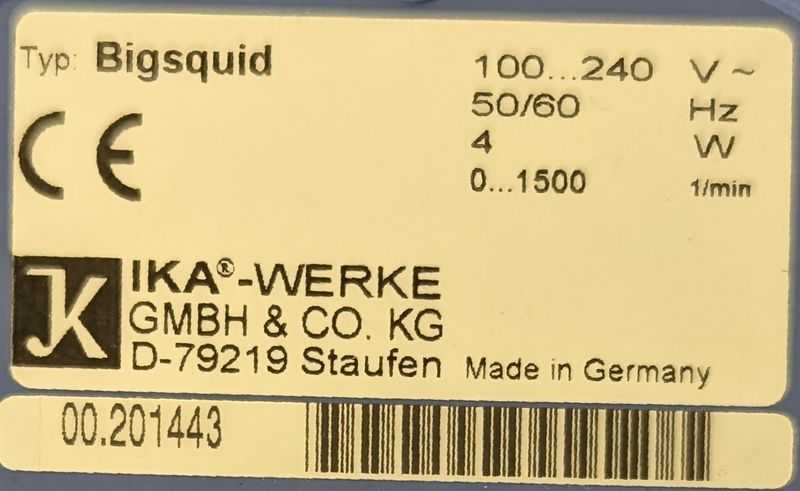 Typ: Bigsquid
100...240 V ~
50/60 Hz
4 W
0...1500 1/min
CE
IKA®-WERKE
GMBH & CO. KG
D-79219 Staufen Made in Germany
00.201443